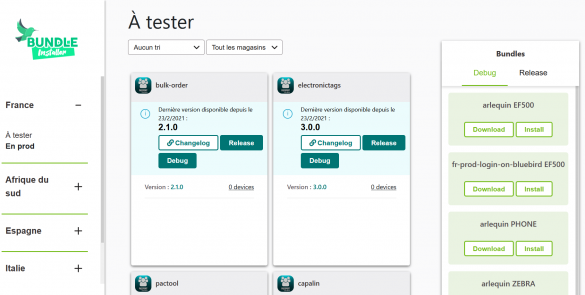 BUNDLE
Installer
France
À tester
En prod
Afrique du
sud
Espagne
Italie
À tester
Aucun tri
Tout les magasins
bulk-order
Dernière version disponible depuis le
23/2/2021 :
2.1.0
Changelog
Release
Debug
Version : 2.1.0
0 devices
electronictags
Dernière version disponible depuis le
23/2/2021 :
3.0.0
Changelog
Release
Debug
Version : 3.0.0
0 devices
pactool
capalin
Bundles
Debug
Release
arlequin EF500
Download
Install
fr-prod-login-on-bluebird EF500
Download
Install
arlequin PHONE
Download
Install
arlequin ZEBRA